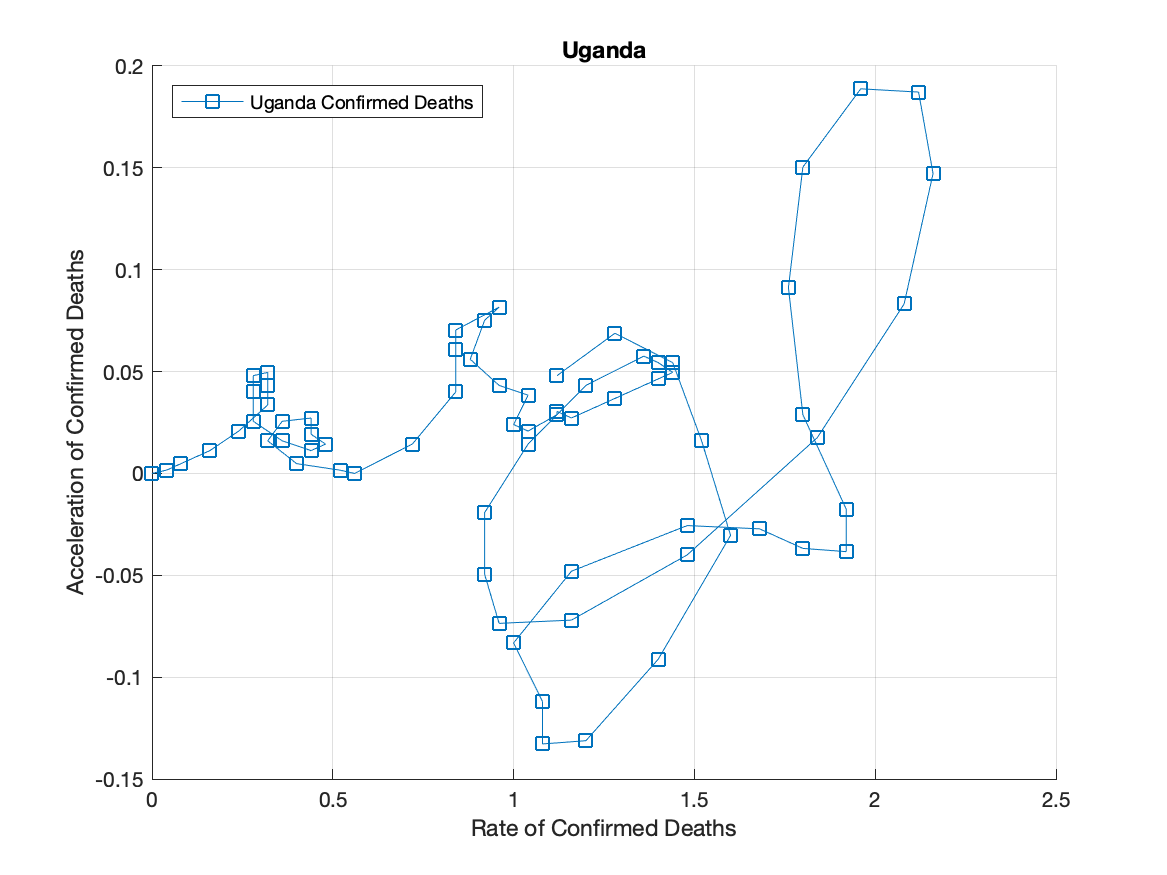 Uganda
Uganda Confirmed Deaths
Acceleration of Confirmed Deaths
0.2
0.15
0.1
0.05
0
-0.05
-0.1
-0.15
0 0.5 1 1.5 2 2.5
Rate of Confirmed Deaths